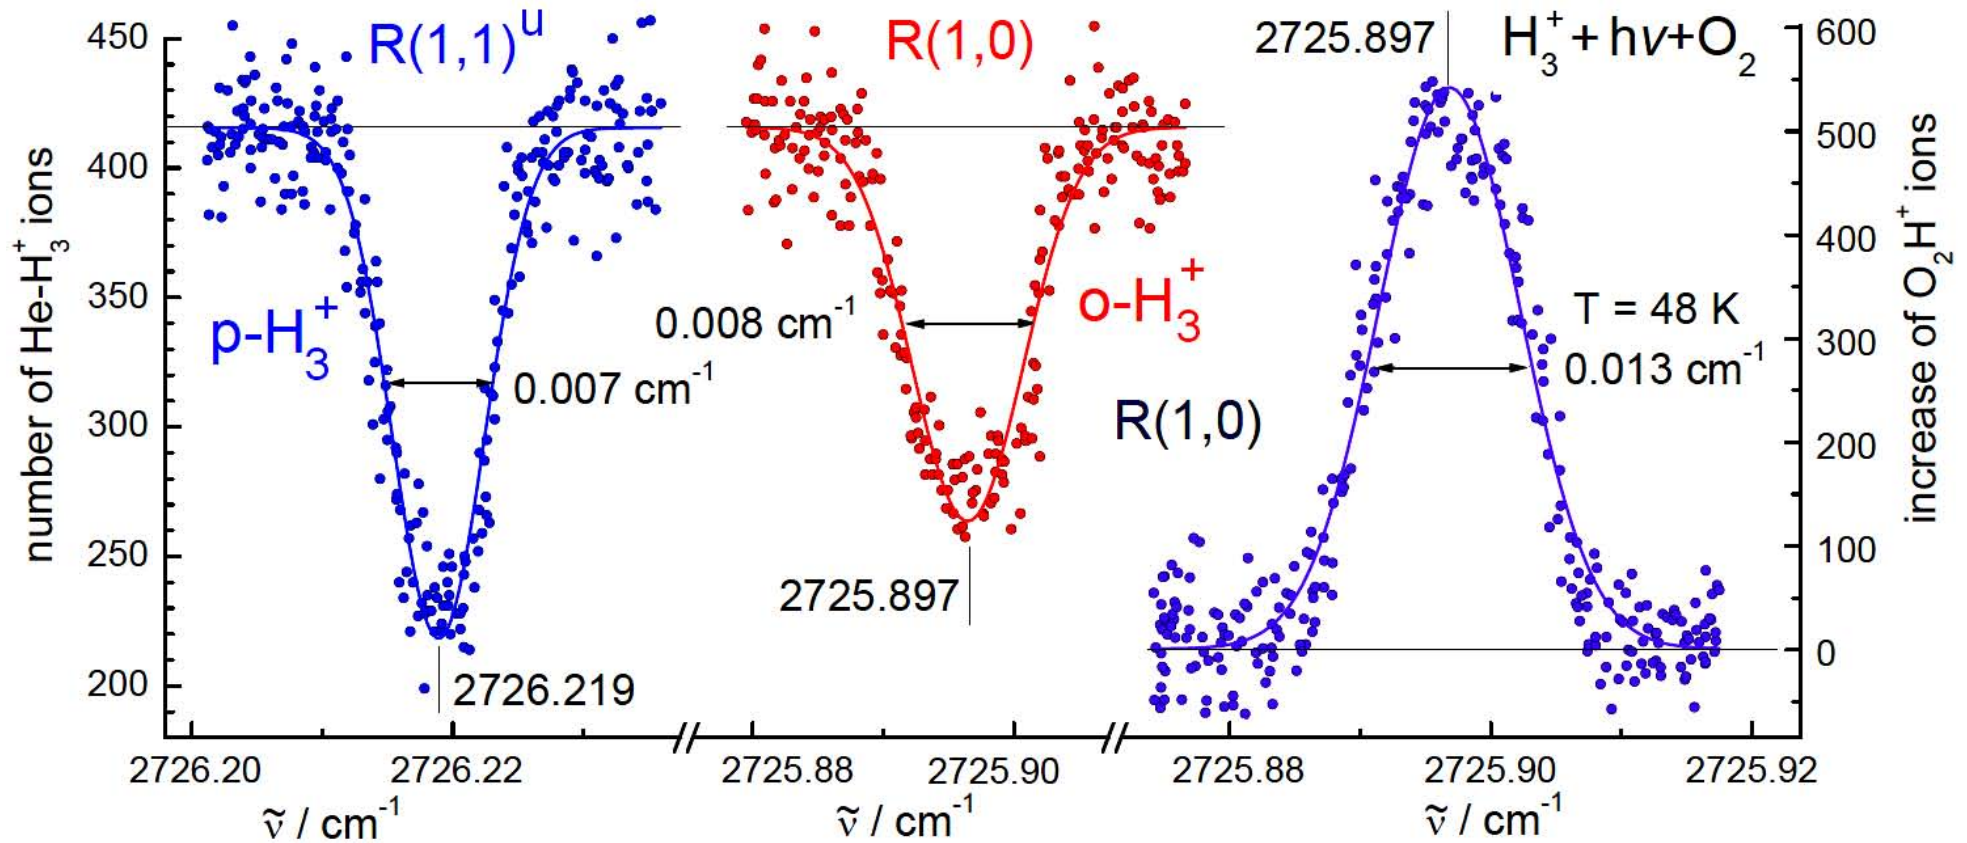 number of He-H₃⁺ ions
450
400
350
300
250
200
R(1,1)ᵘ
p-H₃⁺
0.007 cm⁻¹
2726.219
2726.20
2726.22
ṽ / cm⁻¹
R(1,0)
0.008 cm⁻¹
o-H₃⁺
2725.897
2725.88
2725.90
ṽ / cm⁻¹
2725.897
H₃⁺ + hν+O₂
T = 48 K
0.013 cm⁻¹
R(1,0)
2725.88
2725.90
2725.92
ṽ / cm⁻¹
600
500
400
300
200
100
0
increase of O₂H⁺ ions